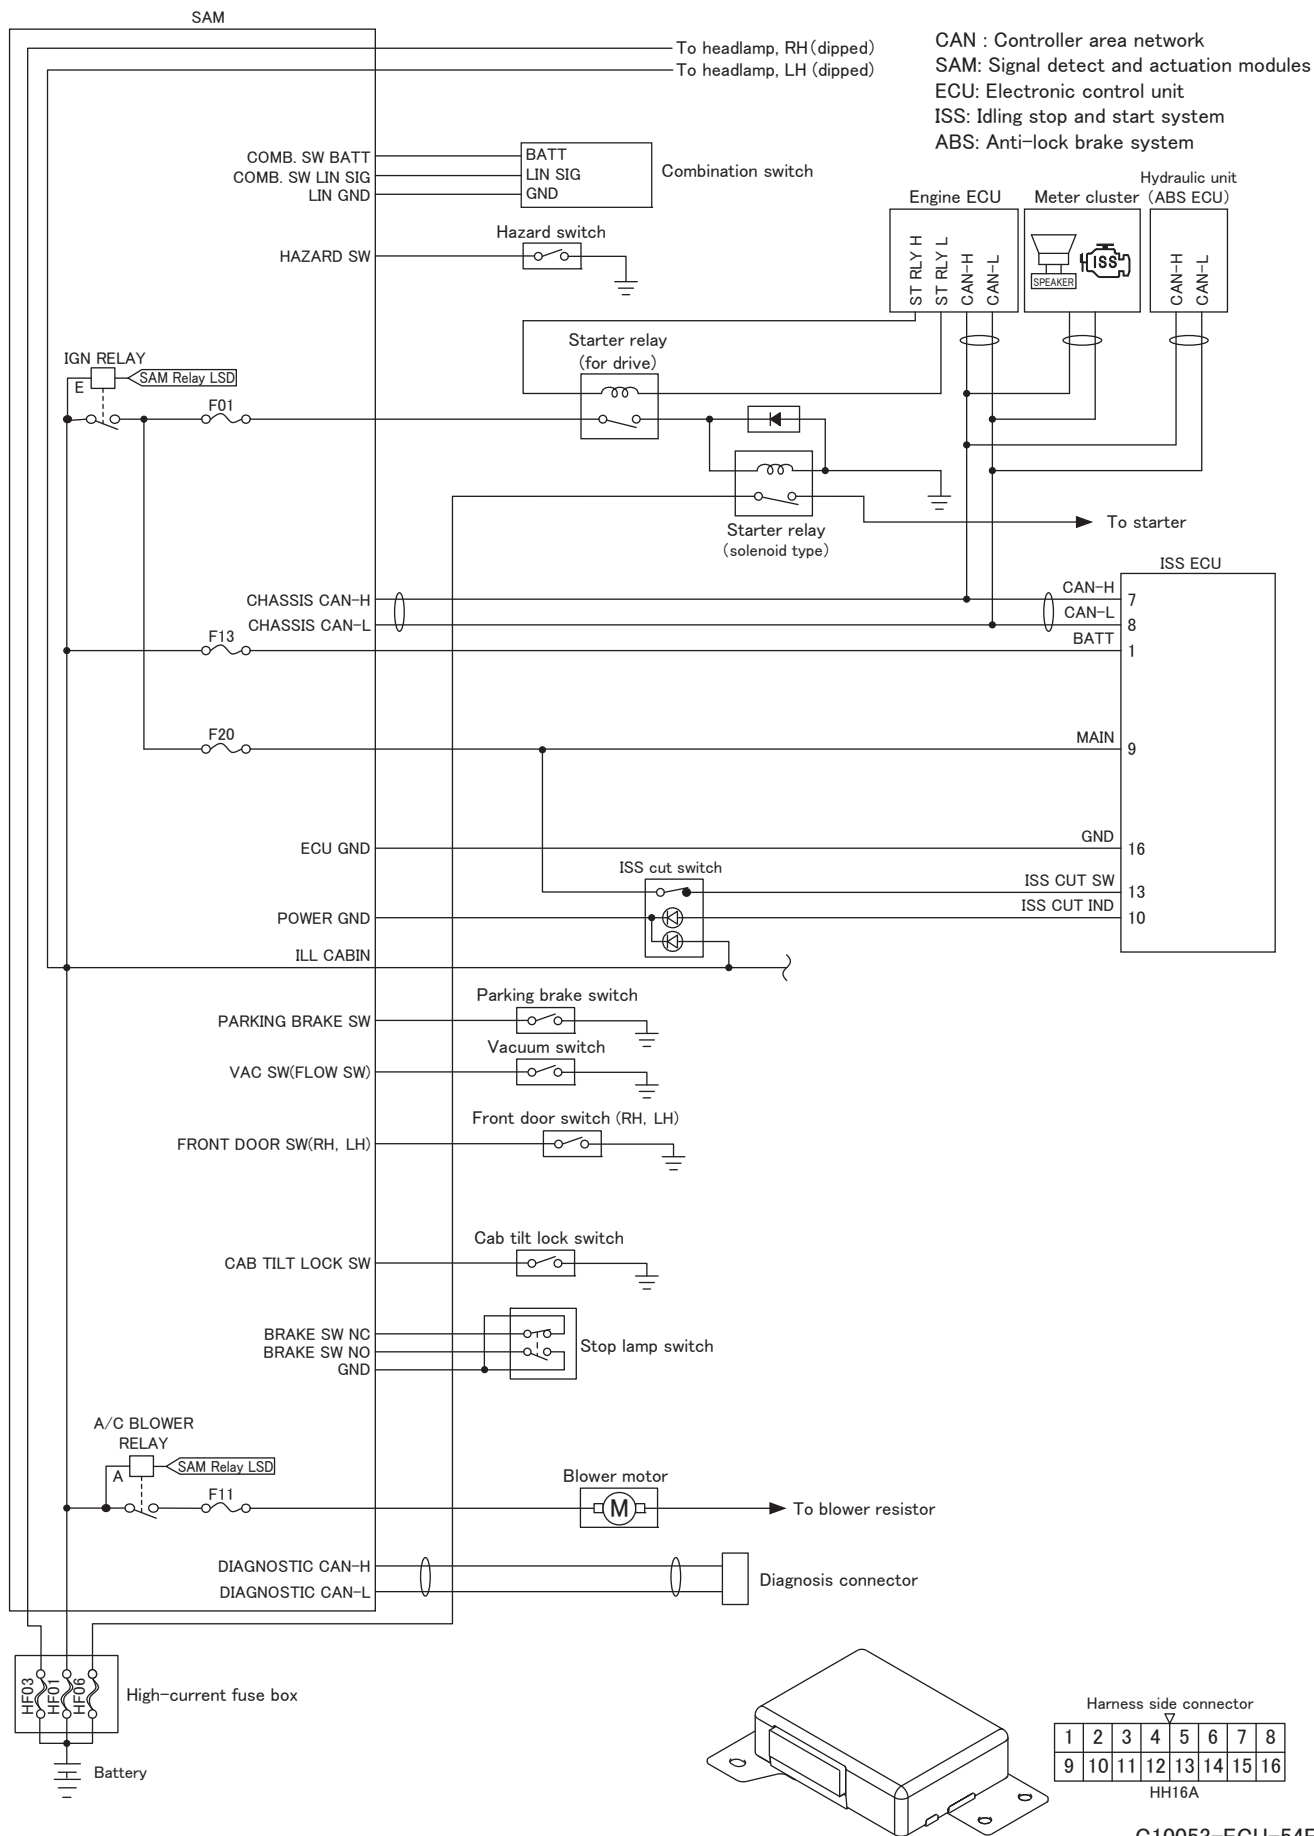 SAM
To headlamp, RH (dipped)
To headlamp, LH (dipped)
CAN : Controller area network
SAM: Signal detect and actuation modules
ECU: Electronic control unit
ISS: Idling stop and start system
ABS: Anti-lock brake system
COMB. SW BATT
COMB. SW LIN SIG
LIN GND
BATT
LIN SIG
GND
Combination switch
Hazard switch
HAZARD SW
Engine ECU
ST RLY H
ST RLY L
CAN-H
CAN-L
Meter cluster
SPEAKER
ISS
Hydraulic unit
(ABS ECU)
CAN-H
CAN-L
IGN RELAY
E
SAM Relay LSD
F01
Starter relay
(for drive)
Starter relay
(solenoid type)
To starter
ISS ECU
CHASSIS CAN-H
CHASSIS CAN-L
CAN-H
7
CAN-L
8
F13
BATT
1
F20
MAIN
9
ECU GND
GND
16
ISS cut switch
ISS CUT SW
13
POWER GND
ISS CUT IND
10
ILL CABIN
Parking brake switch
PARKING BRAKE SW
Vacuum switch
VAC SW(FLOW SW)
Front door switch (RH, LH)
FRONT DOOR SW(RH, LH)
Cab tilt lock switch
CAB TILT LOCK SW
BRAKE SW NC
BRAKE SW NO
GND
Stop lamp switch
A/C BLOWER
RELAY
A
SAM Relay LSD
F11
Blower motor
M
To blower resistor
DIAGNOSTIC CAN-H
DIAGNOSTIC CAN-L
Diagnosis connector
HF03
HF01
HF06
High-current fuse box
Battery
Harness side connector
1 2 3 4 5 6 7 8
9 10 11 12 13 14 15 16
HH16A